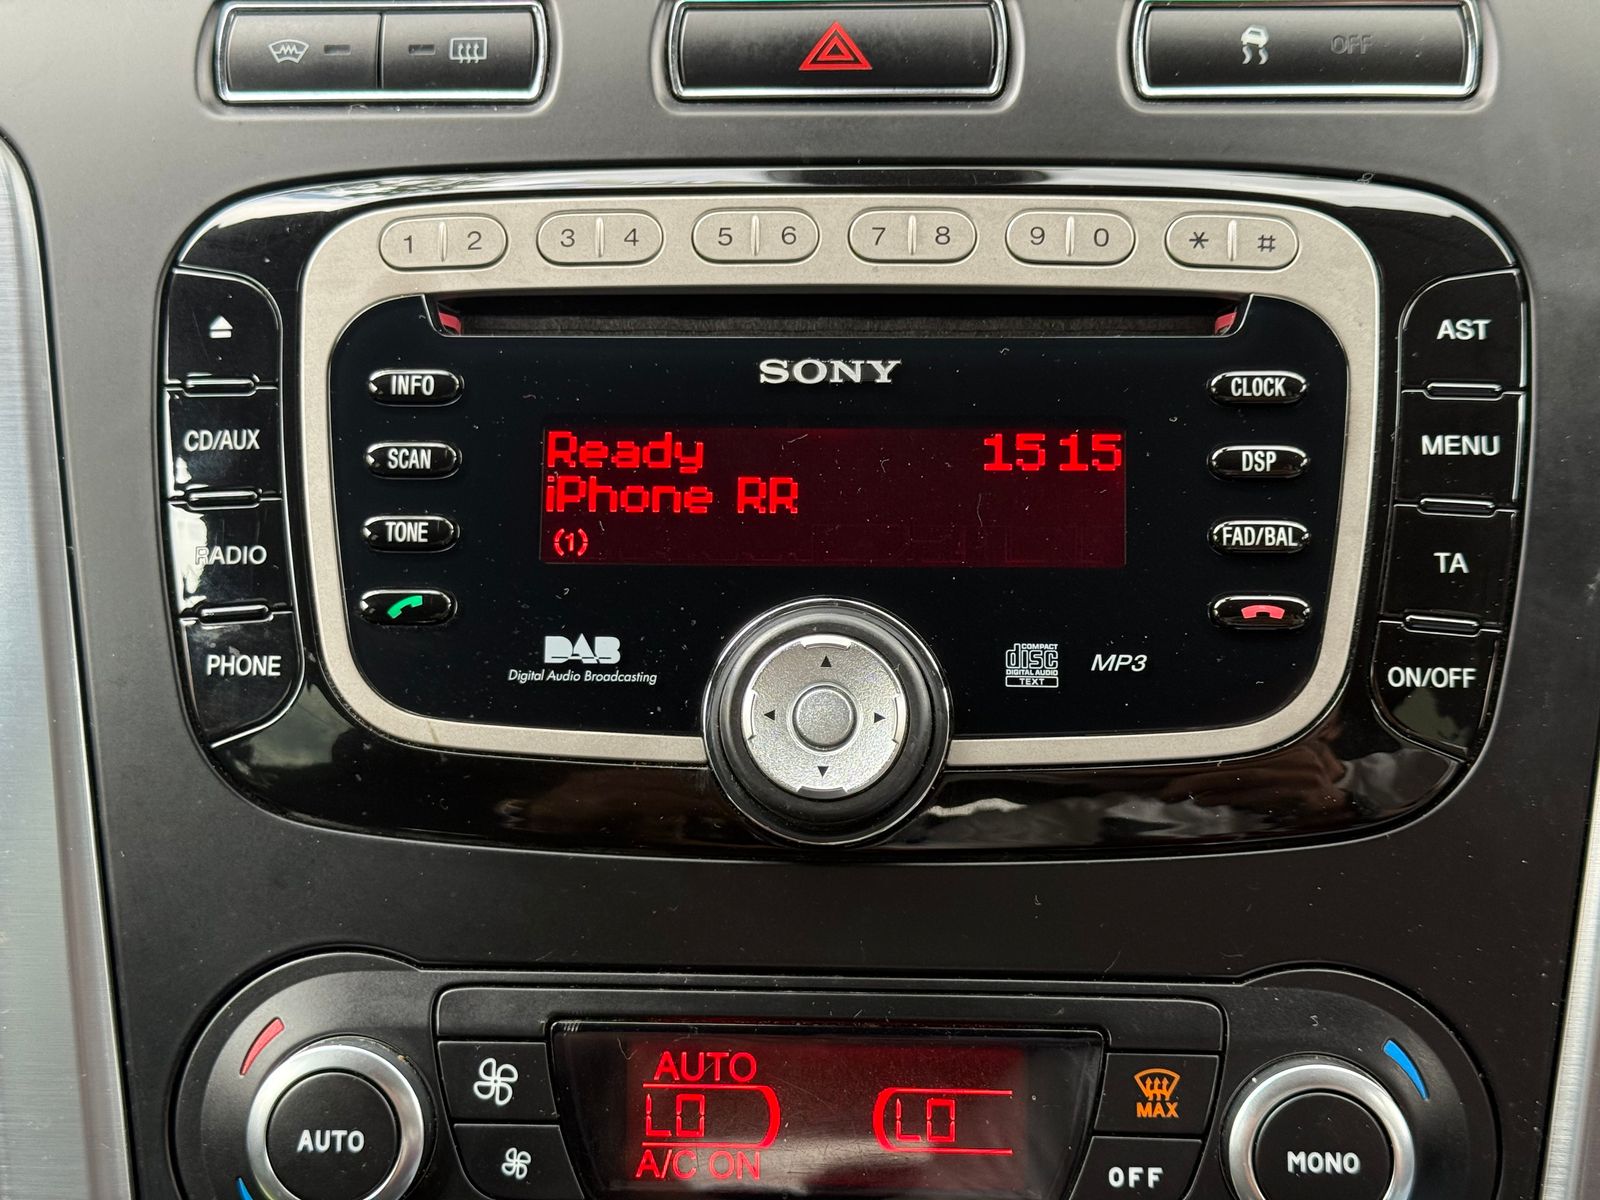 OFF
1 2 3 4 5 6 7 8 9 0 * #
SONY
INFO
SCAN
TONE
CD/AUX
RADIO
PHONE
Ready 15 15
iPhone RR
(1)
CLOCK
DSP
FAD/BAL
AST
MENU
TA
ON/OFF
DAB
Digital Audio Broadcasting
COMPACT
disc
DIGITAL AUDIO
TEXT
MP3
AUTO
AUTO
LO
A/C ON
LO
MAX
OFF
MONO